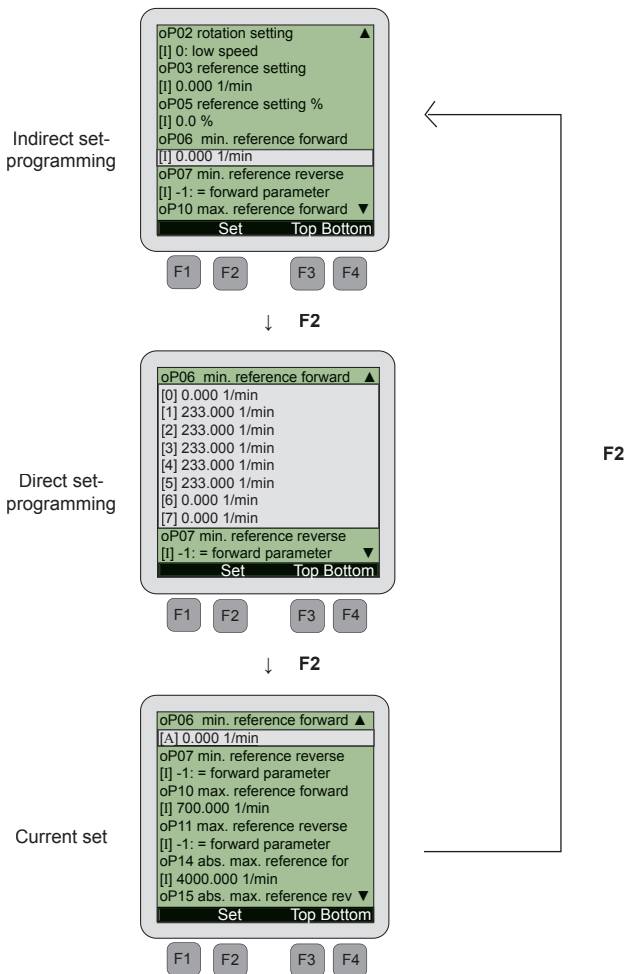 oP02 rotation setting ▲
[I] 0: low speed
oP03 reference setting
[I] 0.000 1/min
oP05 reference setting %
[I] 0.0 %
oP06 min. reference forward
[I] 0.000 1/min
oP07 min. reference reverse
[I] -1: = forward parameter
oP10 max. reference forward ▼
Set Top Bottom
Indirect set-
programming
F1 F2 F3 F4
↓ F2
oP06 min. reference forward ▲
[0] 0.000 1/min
[1] 233.000 1/min
[2] 233.000 1/min
[3] 233.000 1/min
[4] 233.000 1/min
[5] 233.000 1/min
[6] 0.000 1/min
[7] 0.000 1/min
oP07 min. reference reverse
[I] -1: = forward parameter ▼
Set Top Bottom
Direct set-
programming
F2
F1 F2 F3 F4
↓ F2
oP06 min. reference forward ▲
[A] 0.000 1/min
oP07 min. reference reverse
[I] -1: = forward parameter
oP10 max. reference forward
[I] 700.000 1/min
oP11 max. reference reverse
[I] -1: = forward parameter
oP14 abs. max. reference for
[I] 4000.000 1/min
oP15 abs. max. reference rev ▼
Set Top Bottom
Current set
F1 F2 F3 F4